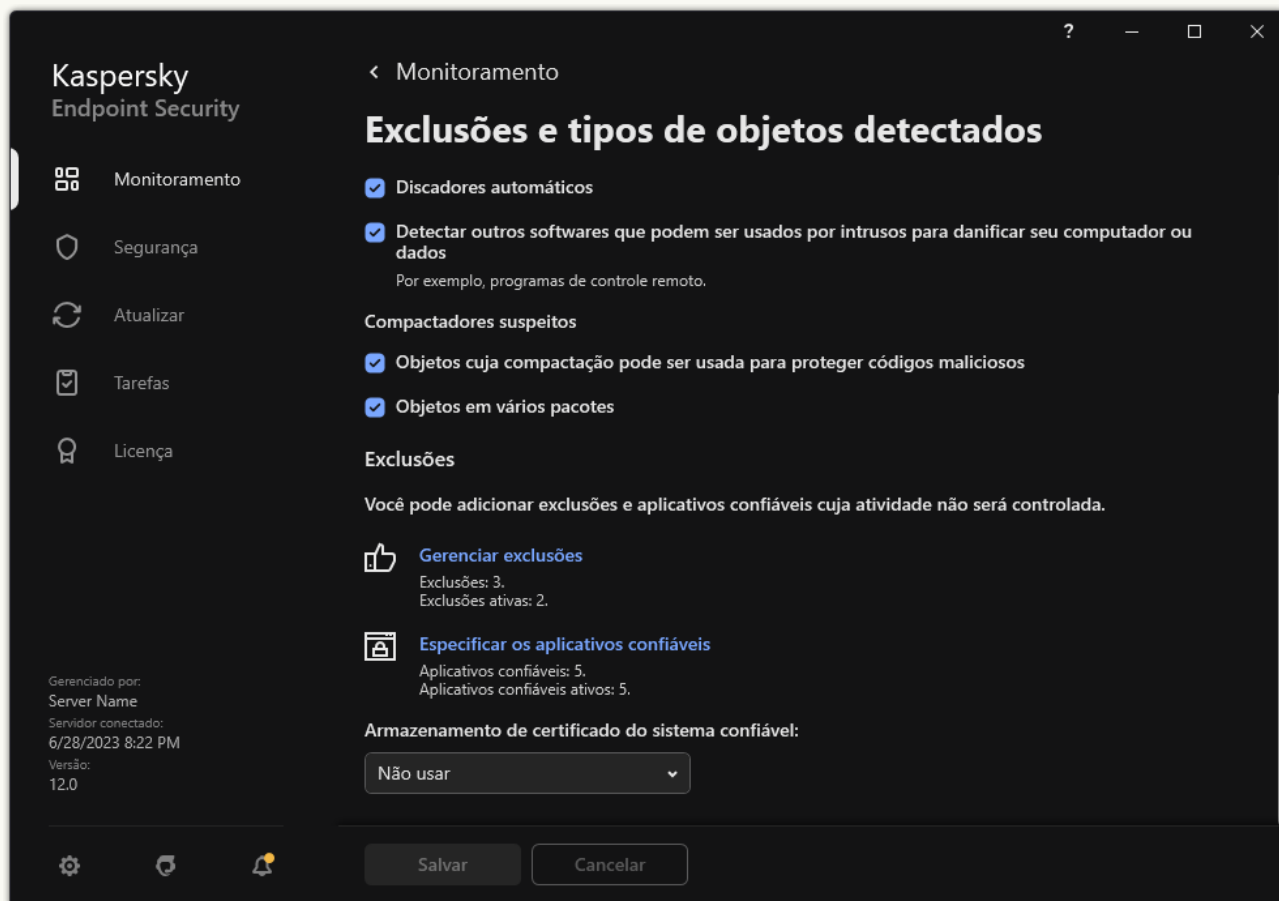 ?
Kaspersky
Endpoint Security
Monitoramento
Segurança
Atualizar
Tarefas
Licença
Gerenciado por:
Server Name
Servidor conectado:
6/28/2023 8:22 PM
Versão:
12.0
Monitoramento
Exclusões e tipos de objetos detectados
Discadores automáticos
Detectar outros softwares que podem ser usados por intrusos para danificar seu computador ou
dados
Por exemplo, programas de controle remoto.
Compactadores suspeitos
Objetos cuja compactação pode ser usada para proteger códigos maliciosos
Objetos em vários pacotes
Exclusões
Você pode adicionar exclusões e aplicativos confiáveis cuja atividade não será controlada.
Gerenciar exclusões
Exclusões: 3.
Exclusões ativas: 2.
Especificar os aplicativos confiáveis
Aplicativos confiáveis: 5.
Aplicativos confiáveis ativos: 5.
Armazenamento de certificado do sistema confiável:
Não usar
Salvar
Cancelar